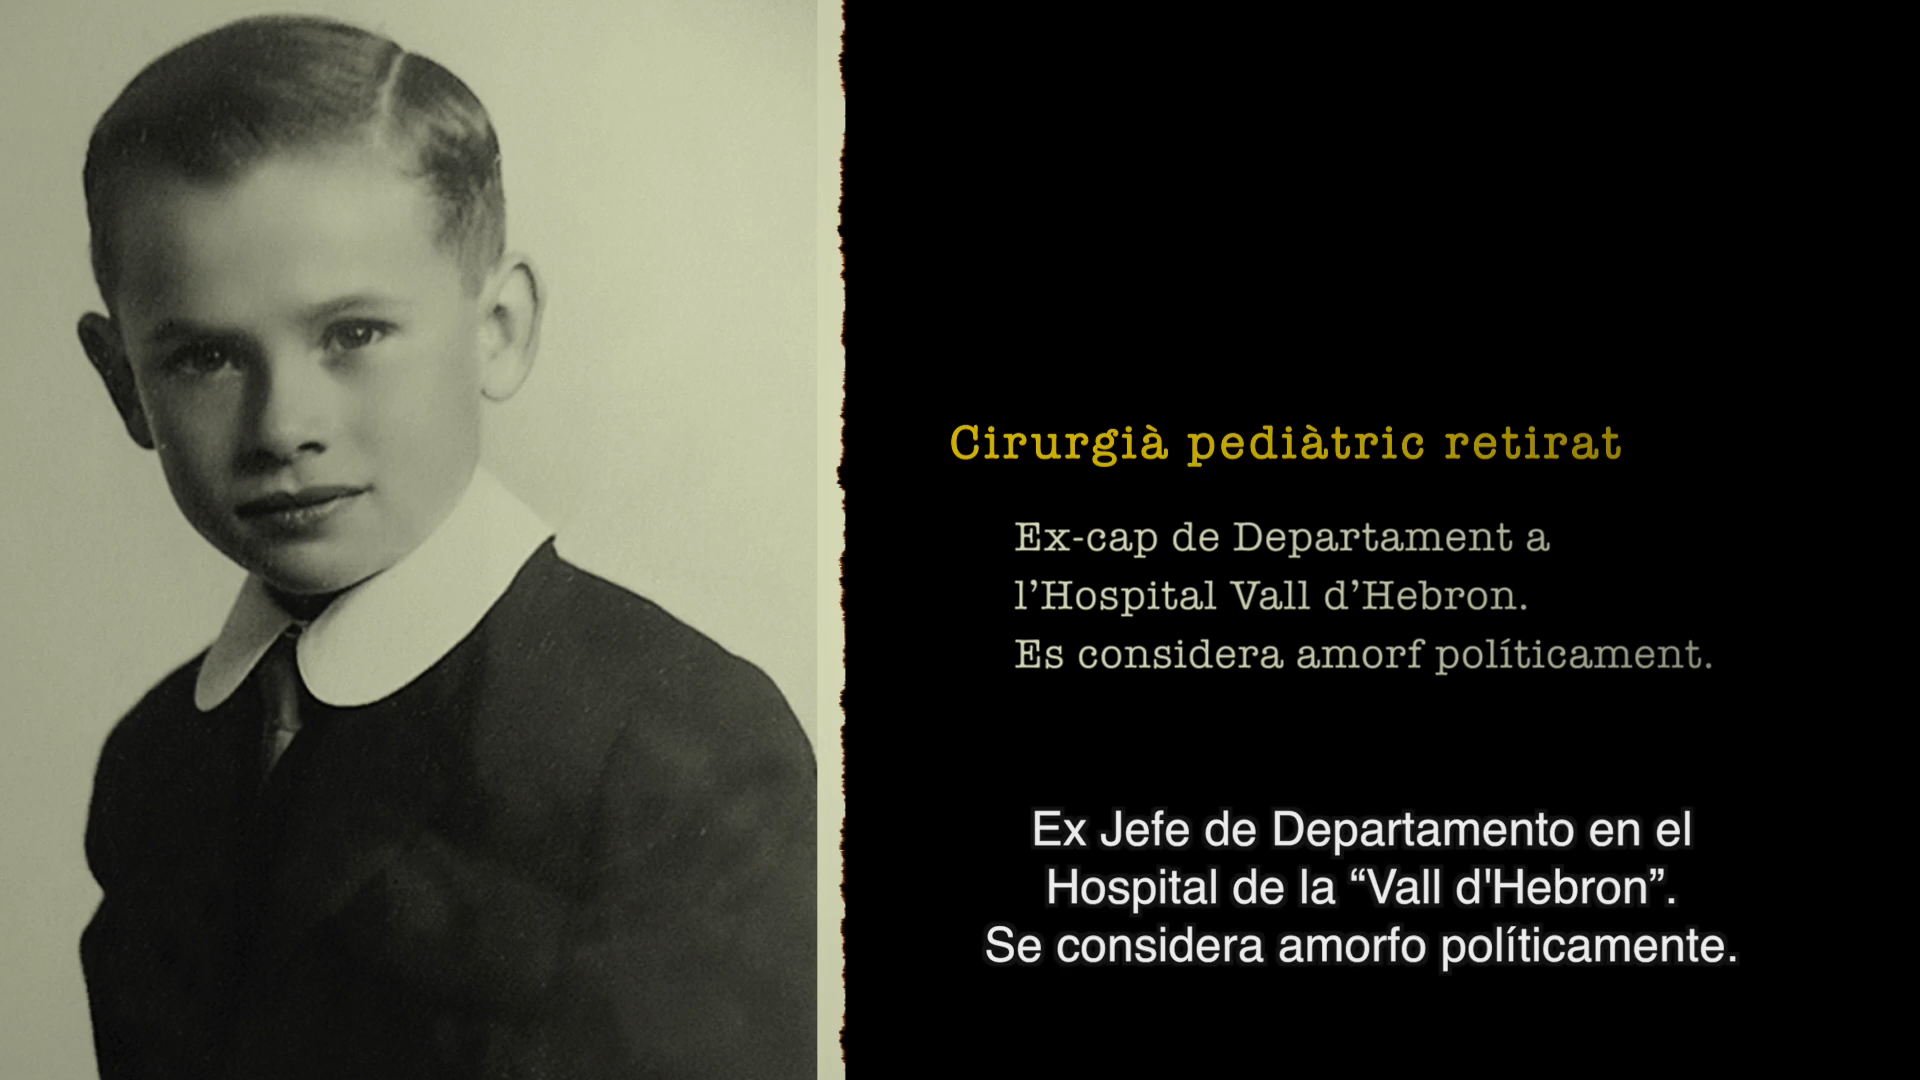 Cirurgià pediàtric retirat
Ex-cap de Departament a
l’Hospital Vall d’Hebron.
Es considera amorf políticament.
Ex Jefe de Departamento en el
Hospital de la “Vall d'Hebron”.
Se considera amorfo políticamente.